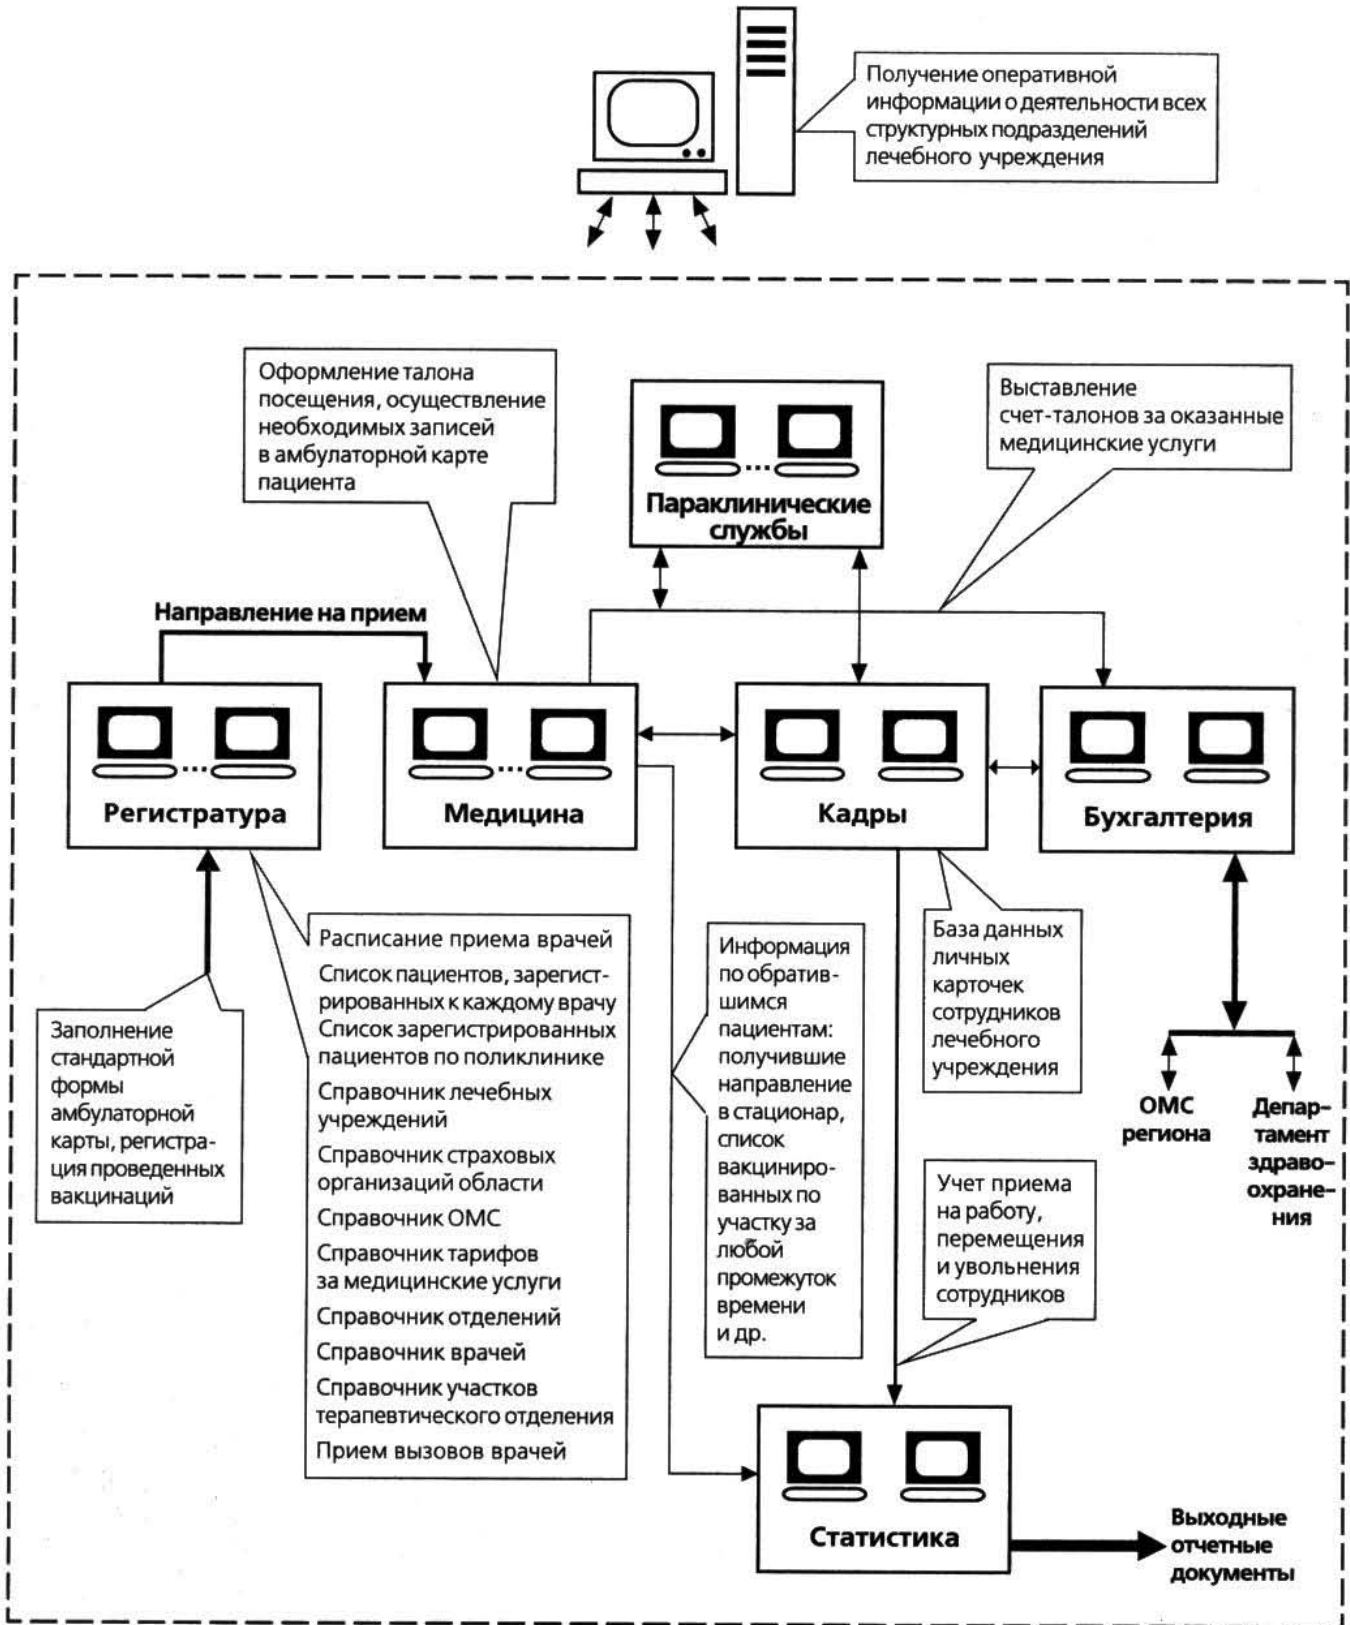 Получение оперативной
информации о деятельности всех
структурных подразделений
лечебного учреждения
Оформление талона
посещения, осуществление
необходимых записей
в амбулаторной карте
пациента
Параклинические
службы
Выставление
счет-талонов за оказанные
медицинские услуги
Направление на прием
Регистратура
Медицина
Кадры
Бухгалтерия
Заполнение
стандартной
формы
амбулаторной
карты, регистра-
ция проведенных
вакцинаций
Расписание приема врачей
Список пациентов, зарегист-
рированных к каждому врачу
Список зарегистрированных
пациентов по поликлинике
Справочник лечебных
учреждений
Справочник страховых
организаций области
Справочник ОМС
Справочник тарифов
за медицинские услуги
Справочник отделений
Справочник врачей
Справочник участков
терапевтического отделения
Прием вызовов врачей
Информация
по обратив-
шимся
пациентам:
получившие
направление
в стационар,
список
вакциниро-
ванных по
участку за
любой
промежуток
времени
и др.
База данных
личных
карточек
сотрудников
лечебного
учреждения
ОМС
региона
Депар-
тамент
здраво-
охране-
ния
Учет приема
на работу,
перемещения
и увольнения
сотрудников
Статистика
Выходные
отчетные
документы